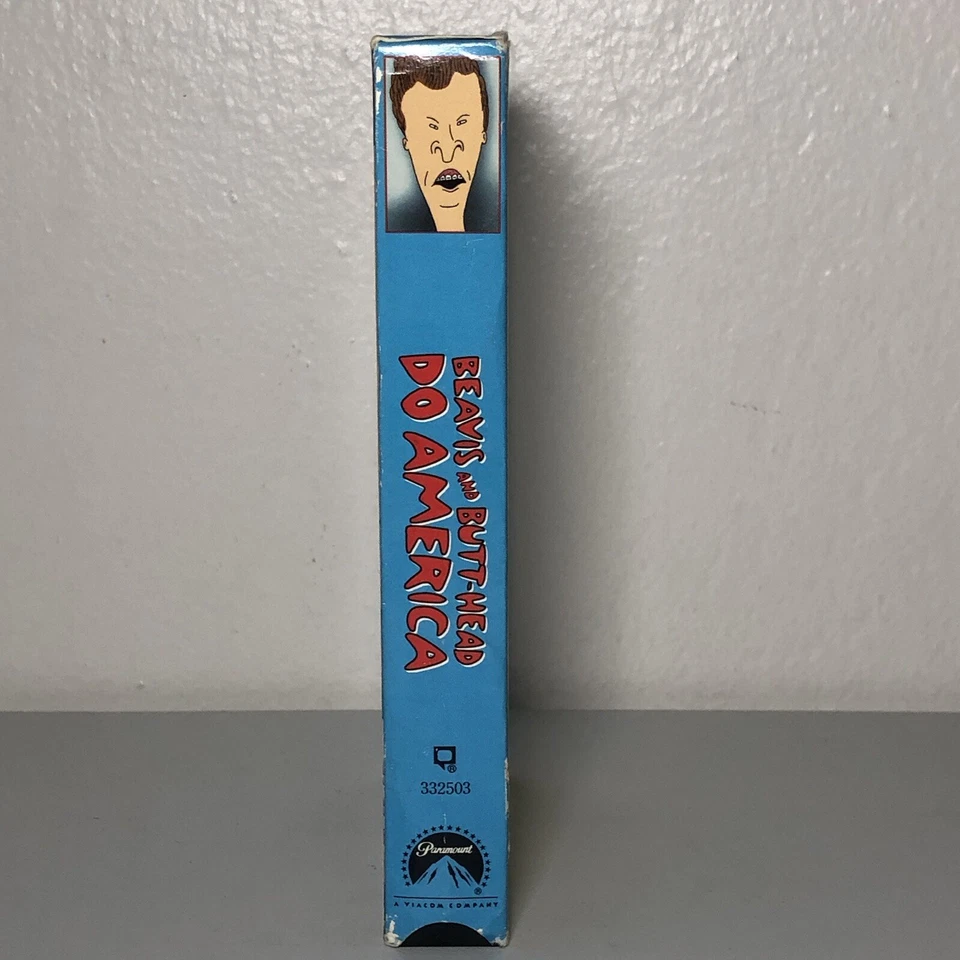 BEAVIS AND BUTT-HEAD
DO AMERICA
®
332503
Paramount
®
A VIACOM COMPANY